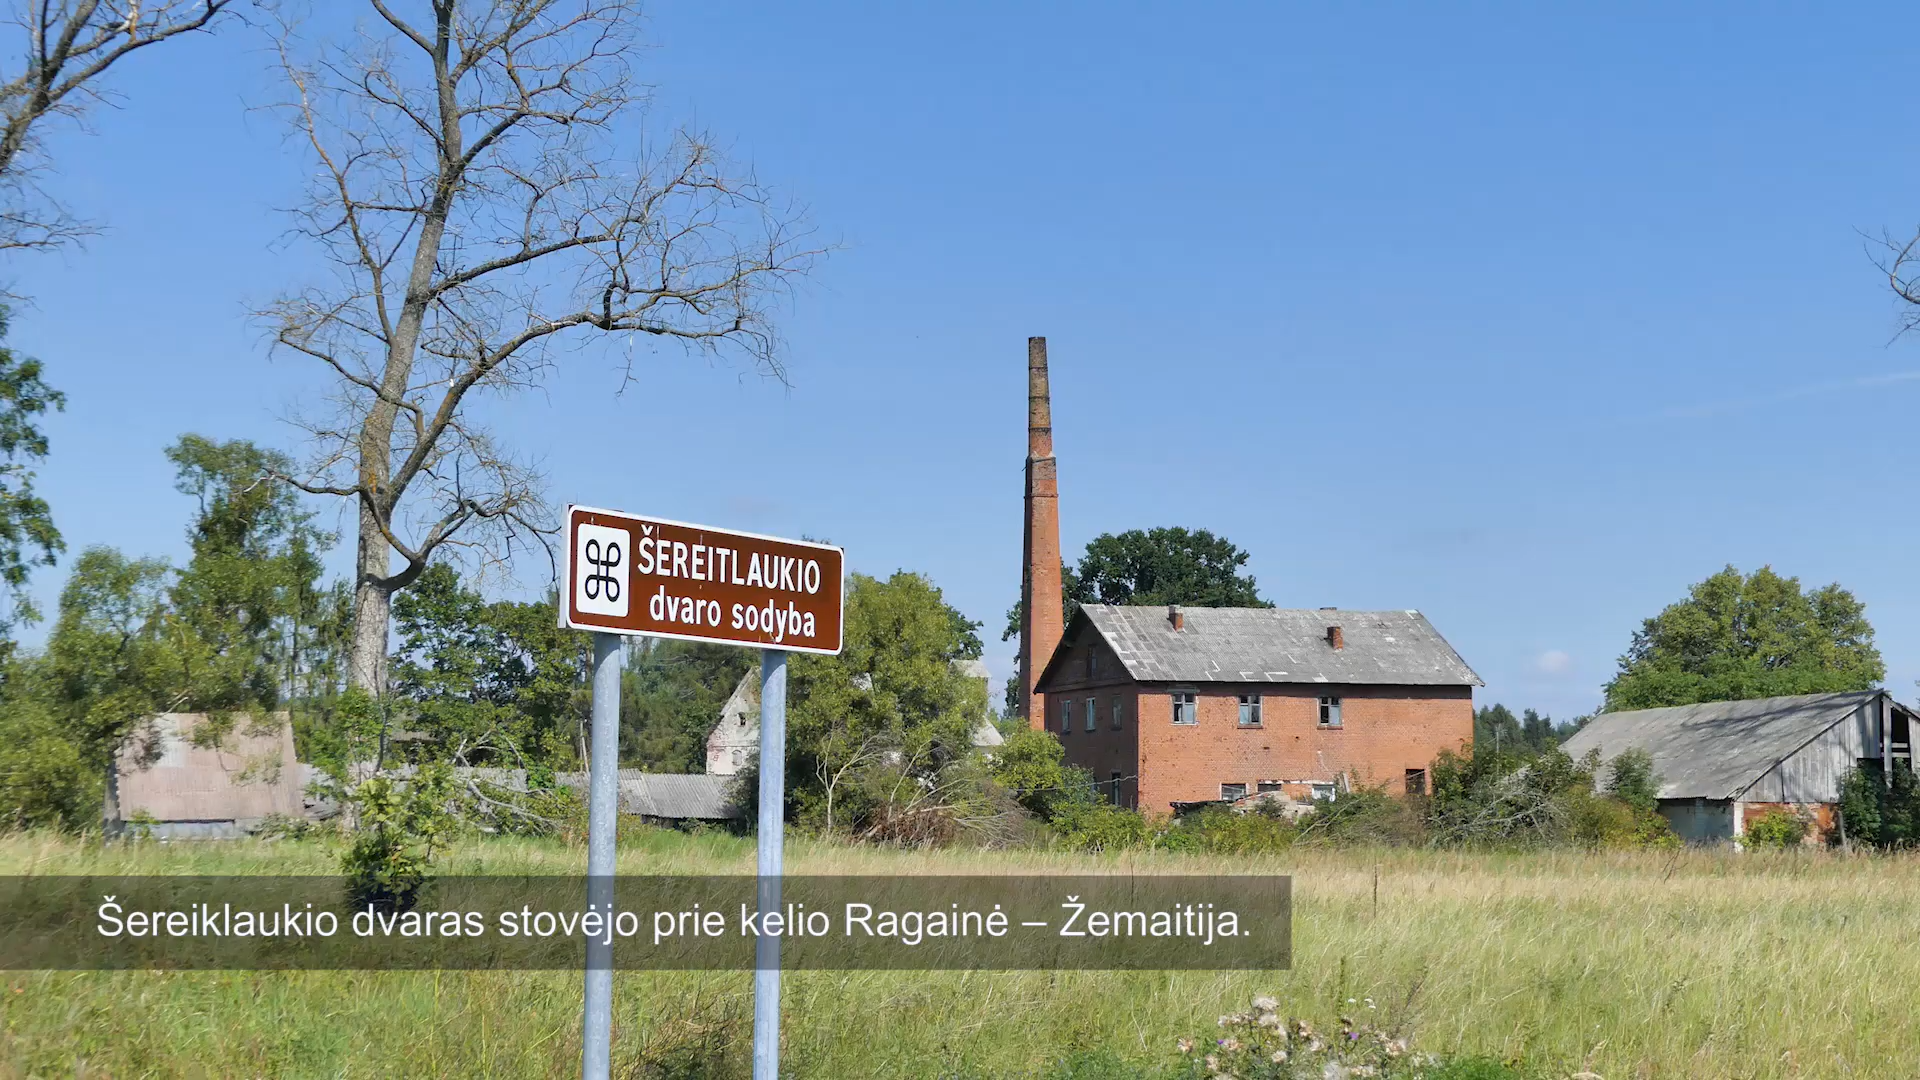 ŠEREITLAUKIO
dvaro sodyba
Šereiklaukio dvaras stovėjo prie kelio Ragainė – Žemaitija.